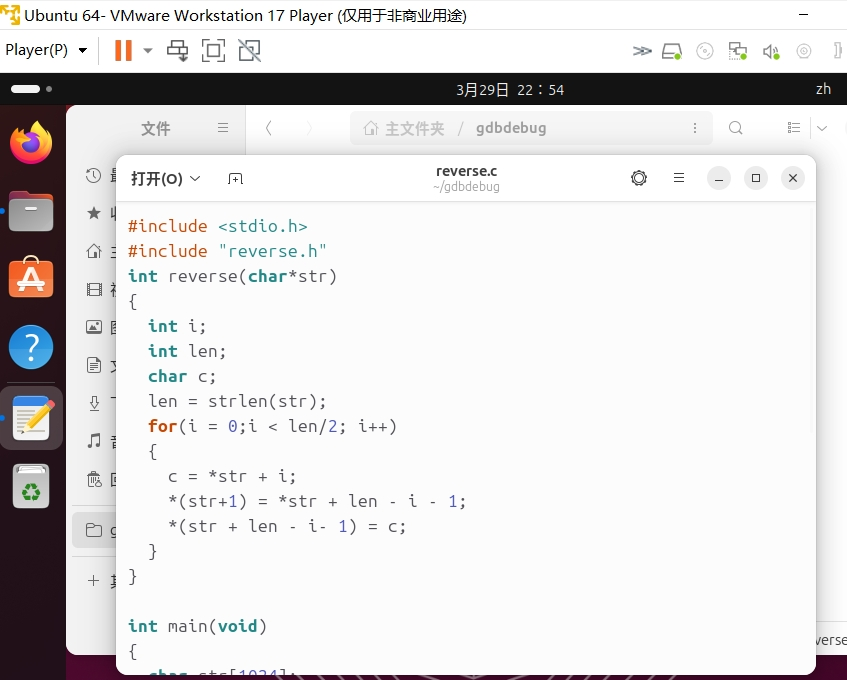 Ubuntu 64- VMware Workstation 17 Player (仅用于非商业用途)
Player(P)
3月29日 22：54
zh
文件
主文件夹 / gdbdebug
打开(O)
reverse.c
~/gdbdebug
#include <stdio.h>
#include "reverse.h"
int reverse(char*str)
{
int i;
int len;
char c;
len = strlen(str);
for(i = 0;i < len/2; i++)
{
c = *str + i;
*(str+1) = *str + len - i - 1;
*(str + len - i- 1) = c;
}
}
int main(void)
{
char str[1024];